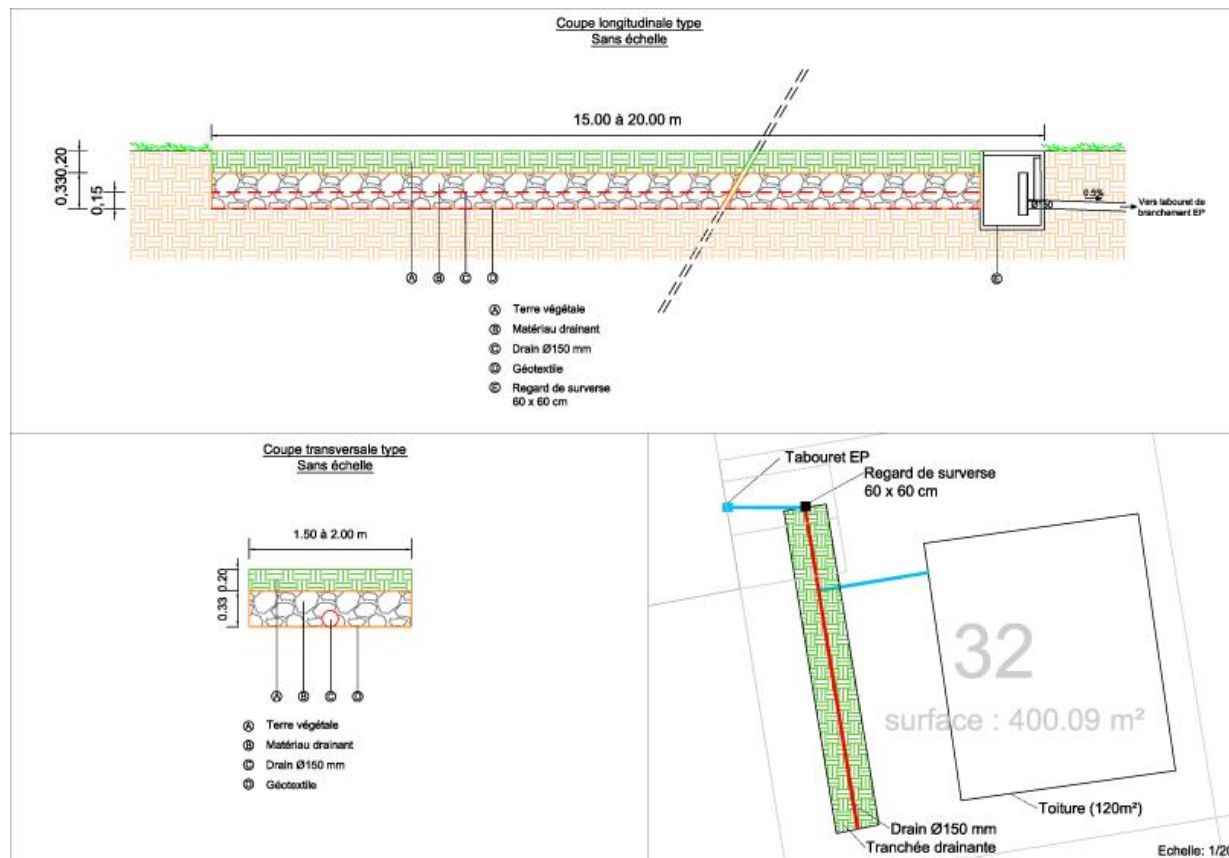 Coupe longitudinale type
Sans échelle
15.00 à 20.00 m
0,20
0,33
0,15
0.5%
Ø150
Vers tabouret de
branchement EP
A B C D E
A Terre végétale
B Matériau drainant
C Drain Ø150 mm
D Géotextile
E Regard de surverse
60 x 60 cm
Coupe transversale type
Sans échelle
1.50 à 2.00 m
0.20
0.33
A B C D
A Terre végétale
B Matériau drainant
C Drain Ø150 mm
D Géotextile
Tabouret EP
Regard de surverse
60 x 60 cm
32
surface : 400.09 m²
Toiture (120m²)
Drain Ø150 mm
Tranchée drainante